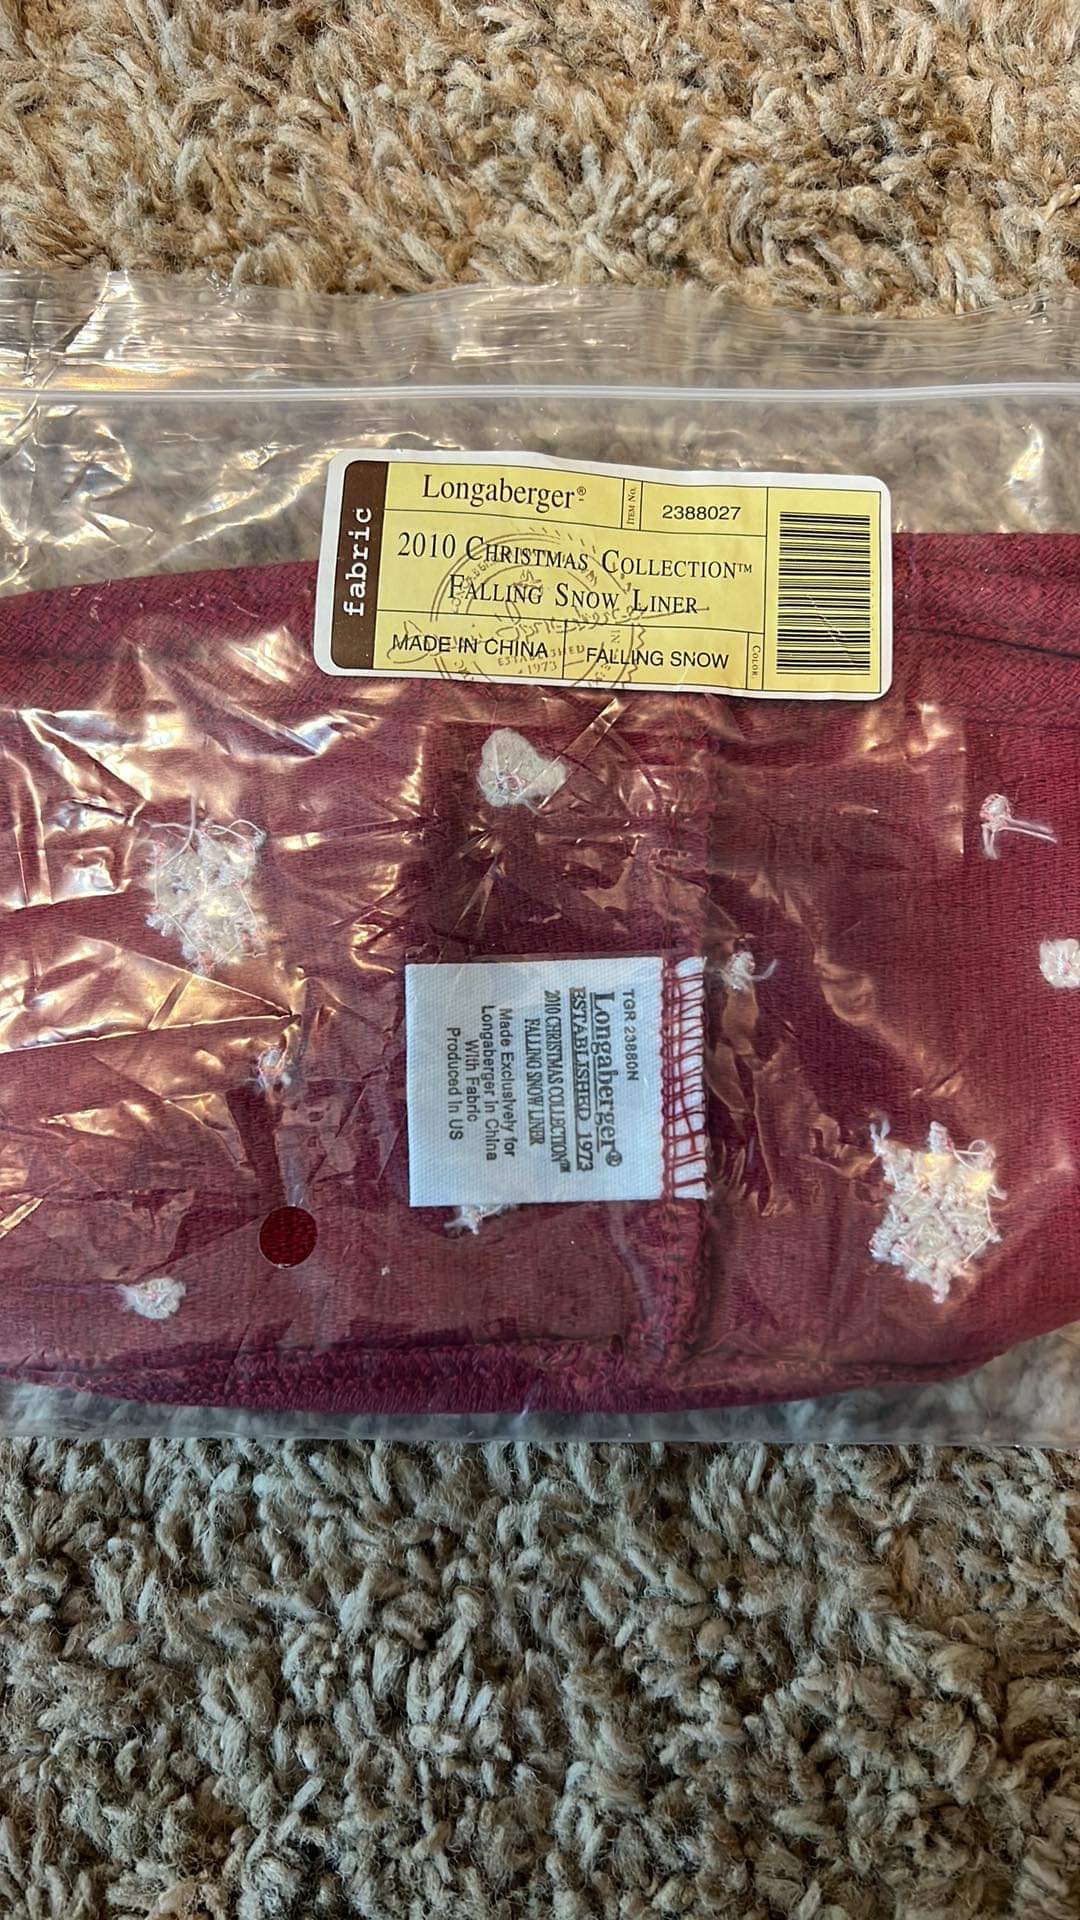 fabric
Longaberger®
ITEM NO.
2388027
2010 CHRISTMAS COLLECTION™
FALLING SNOW LINER
MADE IN CHINA
FALLING SNOW
COLOR
ESTABLISHED
1973
TGR 23880N
Longaberger®
ESTABLISHED 1973
2010 CHRISTMAS COLLECTION™
FALLING SNOW LINER
Made Exclusively for
Longaberger in China
With Fabric
Produced In US